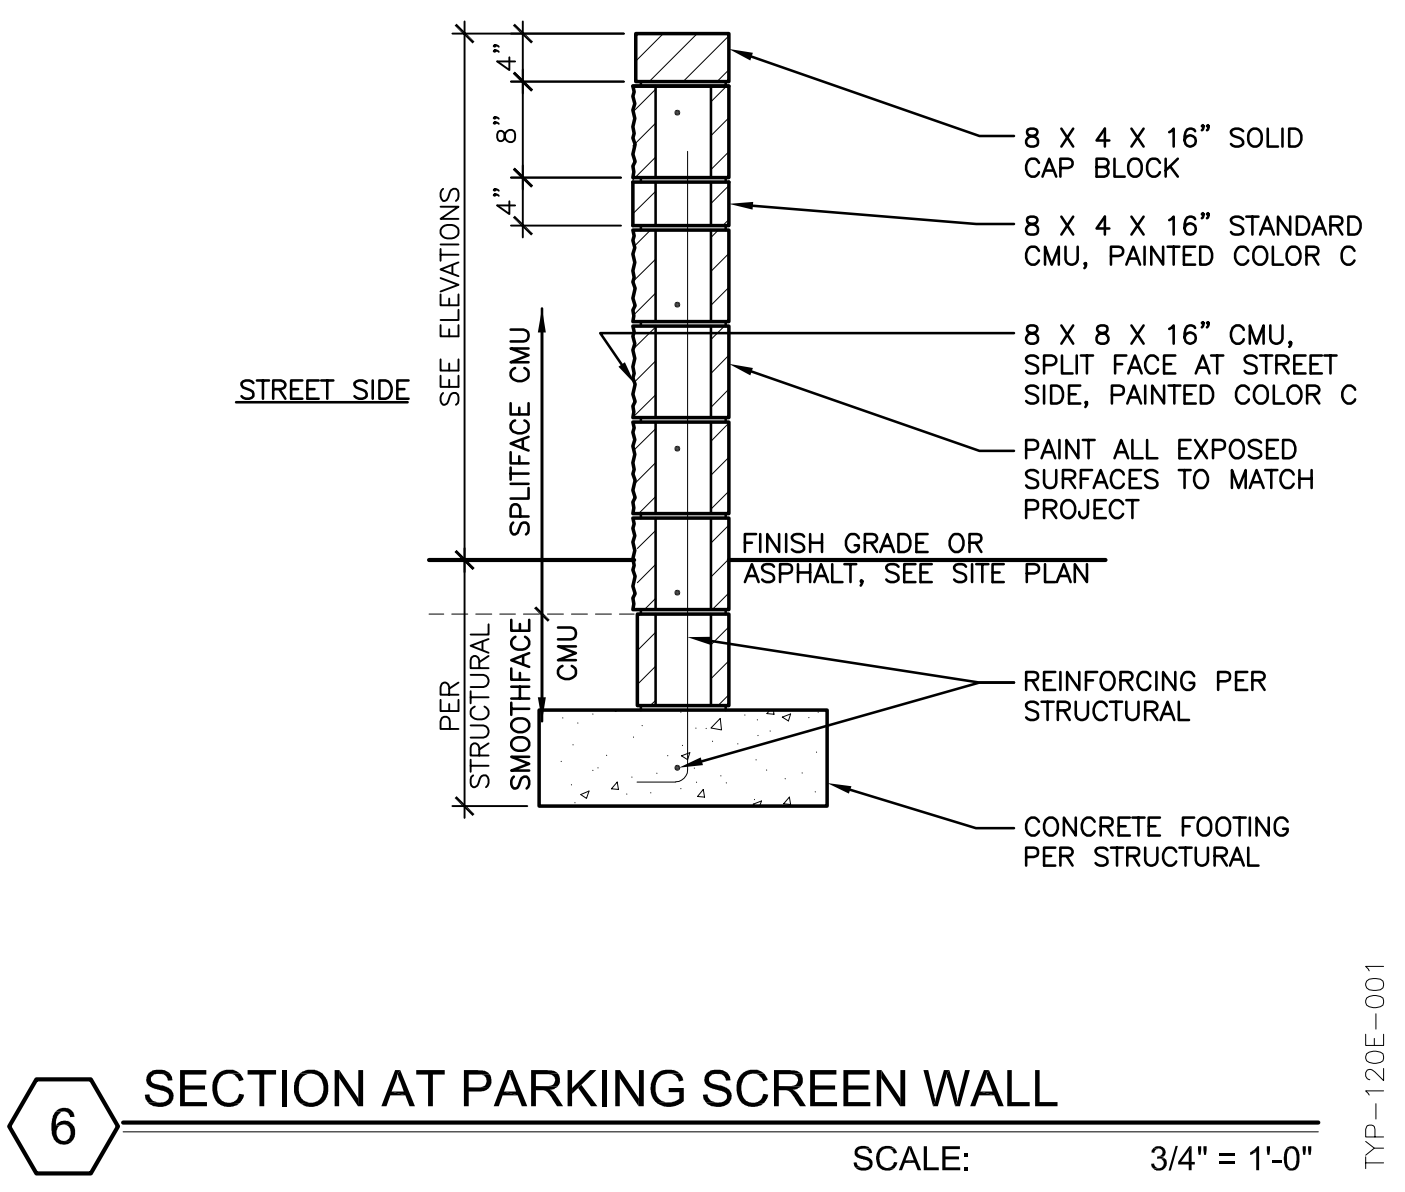 4"
8"
4"
SEE ELEVATIONS
SPLITFACE CMU
STREET SIDE
8 X 4 X 16" SOLID
CAP BLOCK
8 X 4 X 16" STANDARD
CMU, PAINTED COLOR C
8 X 8 X 16" CMU,
SPLIT FACE AT STREET
SIDE, PAINTED COLOR C
PAINT ALL EXPOSED
SURFACES TO MATCH
PROJECT
FINISH GRADE OR
ASPHALT, SEE SITE PLAN
PER
STRUCTURAL
SMOOTHFACE
CMU
REINFORCING PER
STRUCTURAL
CONCRETE FOOTING
PER STRUCTURAL
6
SECTION AT PARKING SCREEN WALL
SCALE: 3/4" = 1'-0"
TYP-120E-001